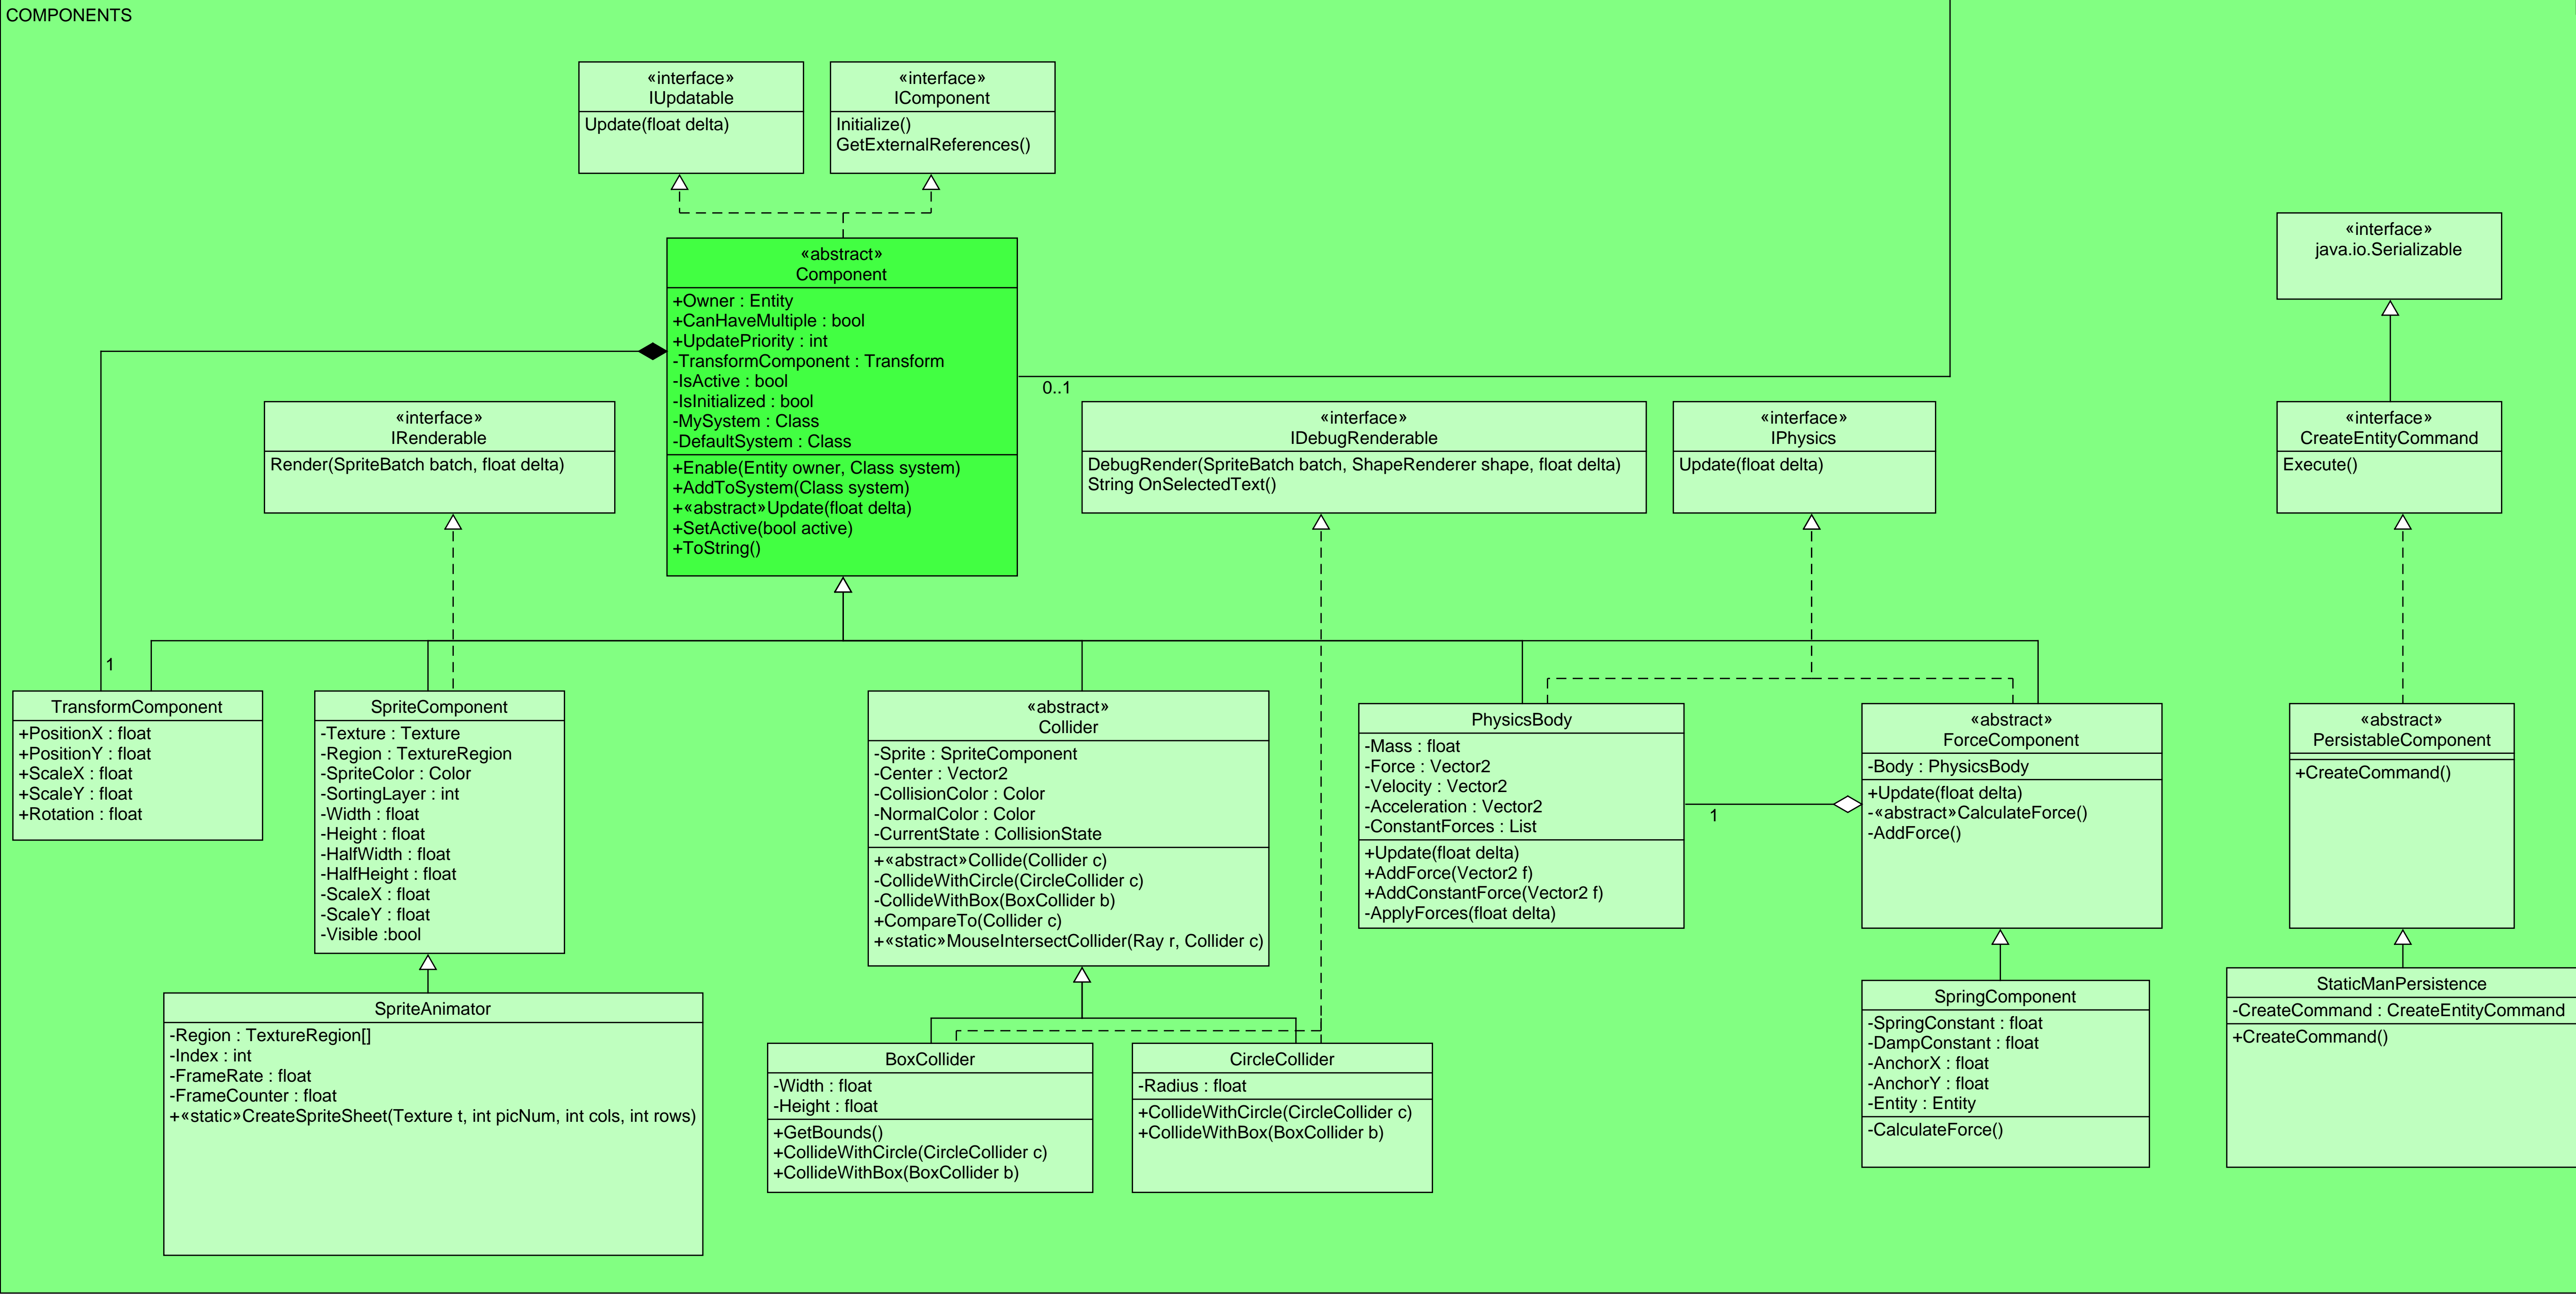 COMPONENTS
«interface»
IUpdatable
Update(float delta)
«interface»
IComponent
Initialize()
GetExternalReferences()
«abstract»
Component
+Owner : Entity
+CanHaveMultiple : bool
+UpdatePriority : int
-TransformComponent : Transform
-IsActive : bool
-IsInitialized : bool
-MySystem : Class
-DefaultSystem : Class
+Enable(Entity owner, Class system)
+AddToSystem(Class system)
+«abstract»Update(float delta)
+SetActive(bool active)
+ToString()
0..1
«interface»
java.io.Serializable
«interface»
IRenderable
Render(SpriteBatch batch, float delta)
«interface»
IDebugRenderable
DebugRender(SpriteBatch batch, ShapeRenderer shape, float delta)
String OnSelectedText()
«interface»
IPhysics
Update(float delta)
«interface»
CreateEntityCommand
Execute()
1
TransformComponent
+PositionX : float
+PositionY : float
+ScaleX : float
+ScaleY : float
+Rotation : float
SpriteComponent
-Texture : Texture
-Region : TextureRegion
-SpriteColor : Color
-SortingLayer : int
-Width : float
-Height : float
-HalfWidth : float
-HalfHeight : float
-ScaleX : float
-ScaleY : float
-Visible :bool
«abstract»
Collider
-Sprite : SpriteComponent
-Center : Vector2
-CollisionColor : Color
-NormalColor : Color
-CurrentState : CollisionState
+«abstract»Collide(Collider c)
-CollideWithCircle(CircleCollider c)
-CollideWithBox(BoxCollider b)
+CompareTo(Collider c)
+«static»MouseIntersectCollider(Ray r, Collider c)
PhysicsBody
-Mass : float
-Force : Vector2
-Velocity : Vector2
-Acceleration : Vector2
-ConstantForces : List
+Update(float delta)
+AddForce(Vector2 f)
+AddConstantForce(Vector2 f)
-ApplyForces(float delta)
1
«abstract»
ForceComponent
-Body : PhysicsBody
+Update(float delta)
-«abstract»CalculateForce()
-AddForce()
«abstract»
PersistableComponent
+CreateCommand()
SpriteAnimator
-Region : TextureRegion[]
-Index : int
-FrameRate : float
-FrameCounter : float
+«static»CreateSpriteSheet(Texture t, int picNum, int cols, int rows)
BoxCollider
-Width : float
-Height : float
+GetBounds()
+CollideWithCircle(CircleCollider c)
+CollideWithBox(BoxCollider b)
CircleCollider
-Radius : float
+CollideWithCircle(CircleCollider c)
+CollideWithBox(BoxCollider b)
SpringComponent
-SpringConstant : float
-DampConstant : float
-AnchorX : float
-AnchorY : float
-Entity : Entity
-CalculateForce()
StaticManPersistence
-CreateCommand : CreateEntityCommand
+CreateCommand()